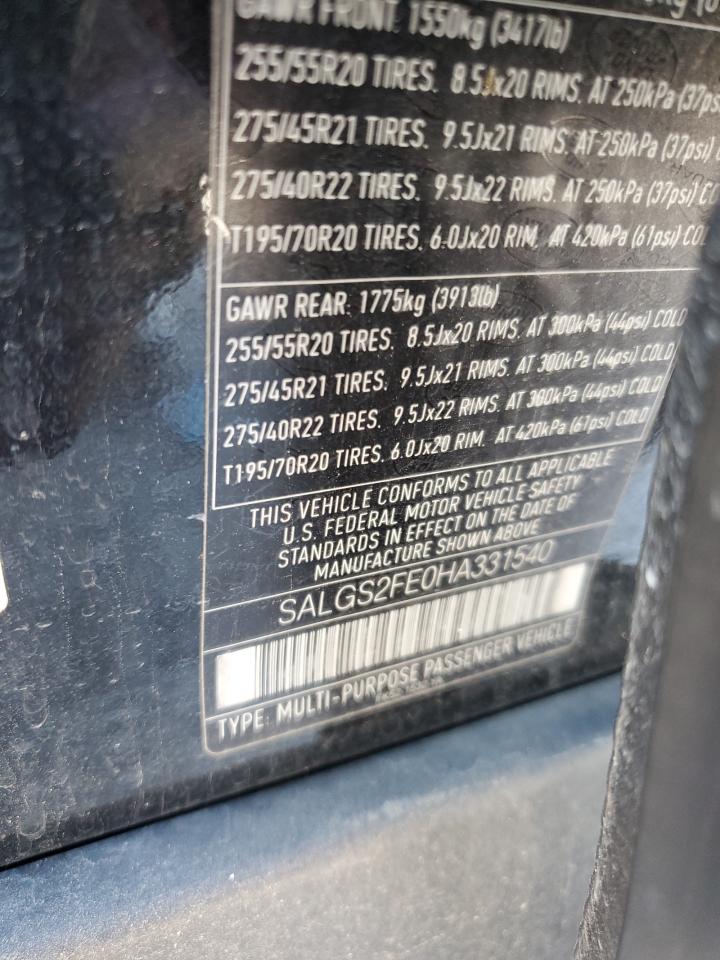 GAWR FRONT 1550kg (3417lb)
255/55R20 TIRES. 8.5Jx20 RIMS. AT 250kPa (37ps
275/45R21 TIRES. 9.5Jx21 RIMS. AT 250kPa (37psi)
275/40R22 TIRES. 9.5Jx22 RIMS. AT 250kPa (37psi) CO
T195/70R20 TIRES. 6.0Jx20 RIM. AT 420kPa (61psi) COL
GAWR REAR: 1775kg (3913lb)
255/55R20 TIRES. 8.5Jx20 RIMS. AT 300kPa (44psi) COLD
275/45R21 TIRES. 9.5Jx21 RIMS. AT 300kPa (44psi) COLD
275/40R22 TIRES. 9.5Jx22 RIMS. AT 300kPa (44psi) COLD
T195/70R20 TIRES. 6.0Jx20 RIM. AT 420kPa (61psi) COLD
THIS VEHICLE CONFORMS TO ALL APPLICABLE
U.S. FEDERAL MOTOR VEHICLE SAFETY
STANDARDS IN EFFECT ON THE DATE OF
MANUFACTURE SHOWN ABOVE
SALGS2FE0HA331540
TYPE: MULTI-PURPOSE PASSENGER VEHICLE